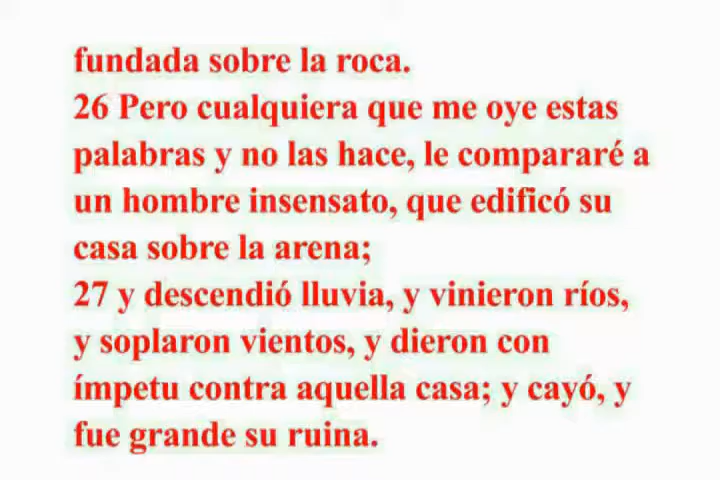 fundada sobre la roca.
26 Pero cualquiera que me oye estas
palabras y no las hace, le compararé a
un hombre insensato, que edificó su
casa sobre la arena;
27 y descendió lluvia, y vinieron ríos,
y soplaron vientos, y dieron con
ímpetu contra aquella casa; y cayó, y
fue grande su ruina.